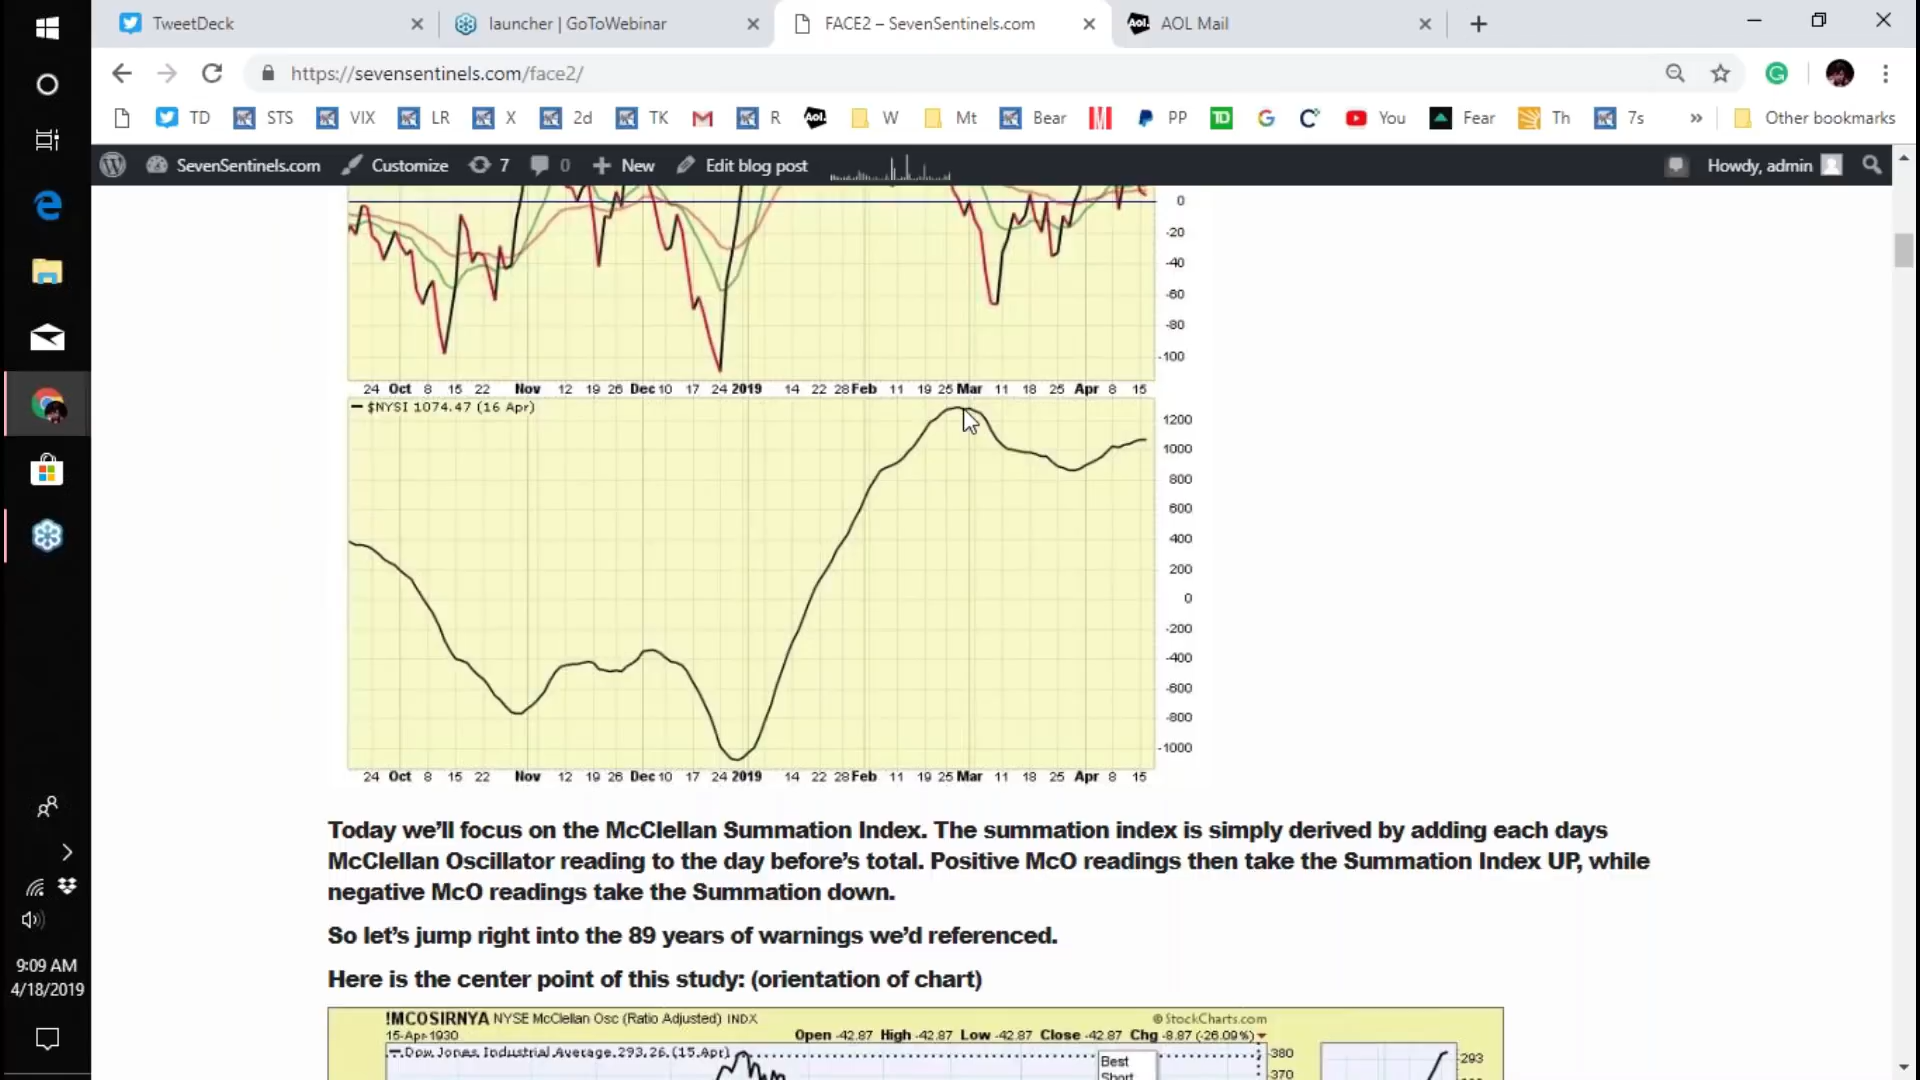 TweetDeck
launcher | GoToWebinar
FACE2 – SevenSentinels.com
Aol.
AOL Mail
https://sevensentinels.com/face2/
TD STS VIX LR X 2d TK R Aol. W Mt Bear PP TD You Fear Th 7s » Other bookmarks
SevenSentinels.com Customize 7 0 New Edit blog post Howdy, admin
0
-20
-40
-60
-80
-100
24 Oct 8 15 22 Nov 12 19 26 Dec 10 17 24 2019 14 22 28 Feb 11 19 25 Mar 11 18 25 Apr 8 15
$NYSI 1074.47 (16 Apr)
1200
1000
800
600
400
200
0
-200
-400
-600
-800
-1000
24 Oct 8 15 22 Nov 12 19 26 Dec 10 17 24 2019 14 22 28 Feb 11 19 25 Mar 11 18 25 Apr 8 15
Today we’ll focus on the McClellan Summation Index. The summation index is simply derived by adding each days
McClellan Oscillator reading to the day before’s total. Positive McO readings then take the Summation Index UP, while
negative McO readings take the Summation down.
So let’s jump right into the 89 years of warnings we’d referenced.
Here is the center point of this study: (orientation of chart)
!MCOSIRNYA NYSE McClellan Osc (Ratio Adjusted) INDX
© StockCharts.com
15-Apr-1930
Open -42.87 High -42.87 Low -42.87 Close -42.87 Chg -8.87 (-26.09%)
Dow Jones Industrial Average 293.26 (15 Apr)
380
370
Best
Short
293
9:09 AM
4/18/2019